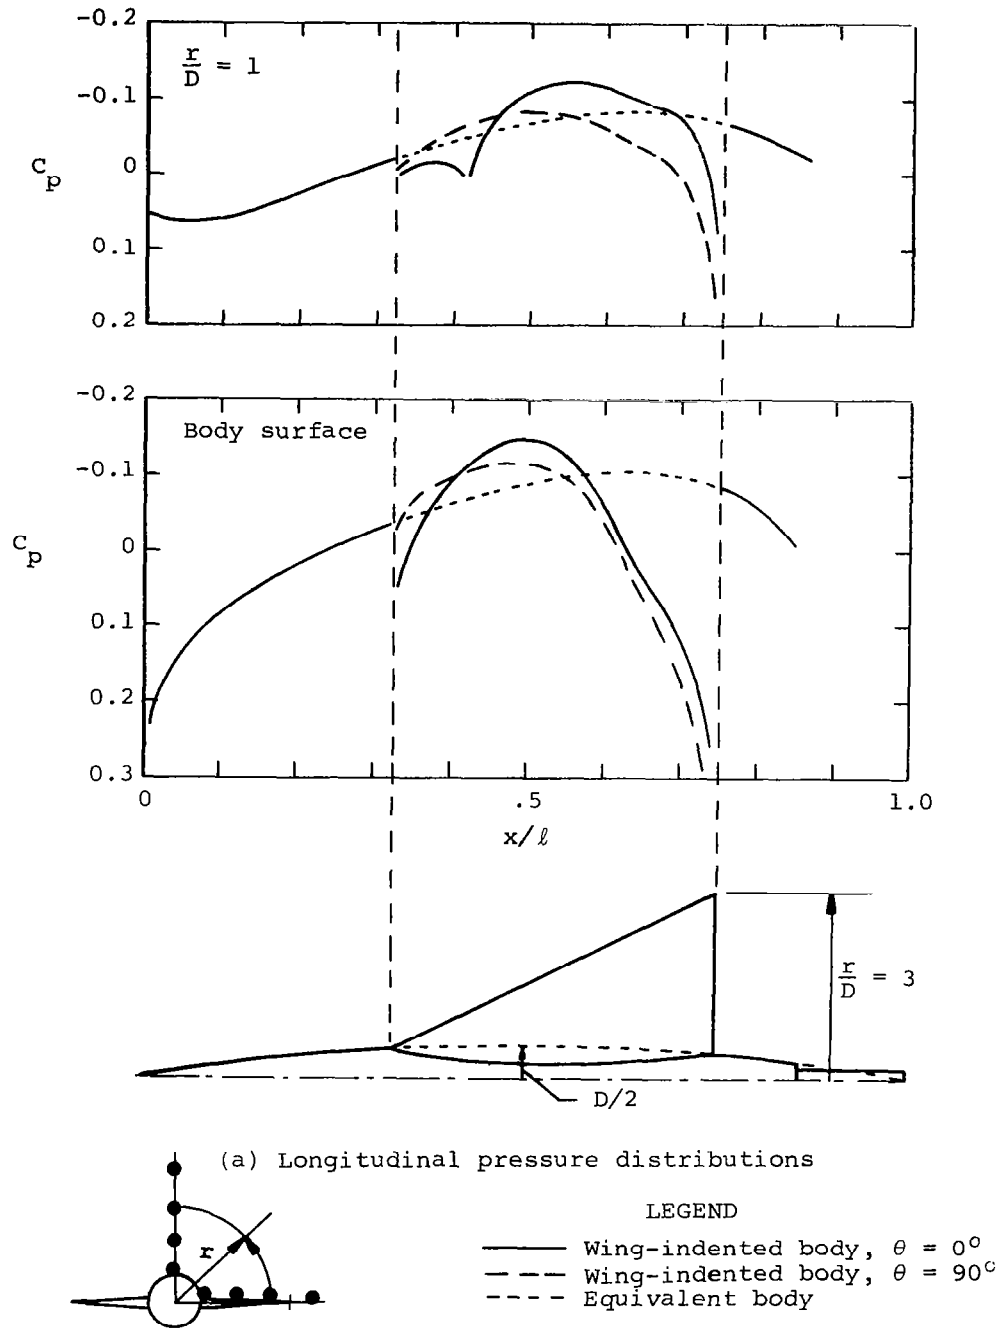 -0.2
r/D = 1
-0.1
0
Cp
0.1
0.2
-0.2
Body surface
-0.1
0
Cp
0.1
0.2
0.3
0 .5 1.0
x/ℓ
r/D = 3
D/2
(a) Longitudinal pressure distributions
LEGEND
r
Wing-indented body, θ = 0°
Wing-indented body, θ = 90°
Equivalent body